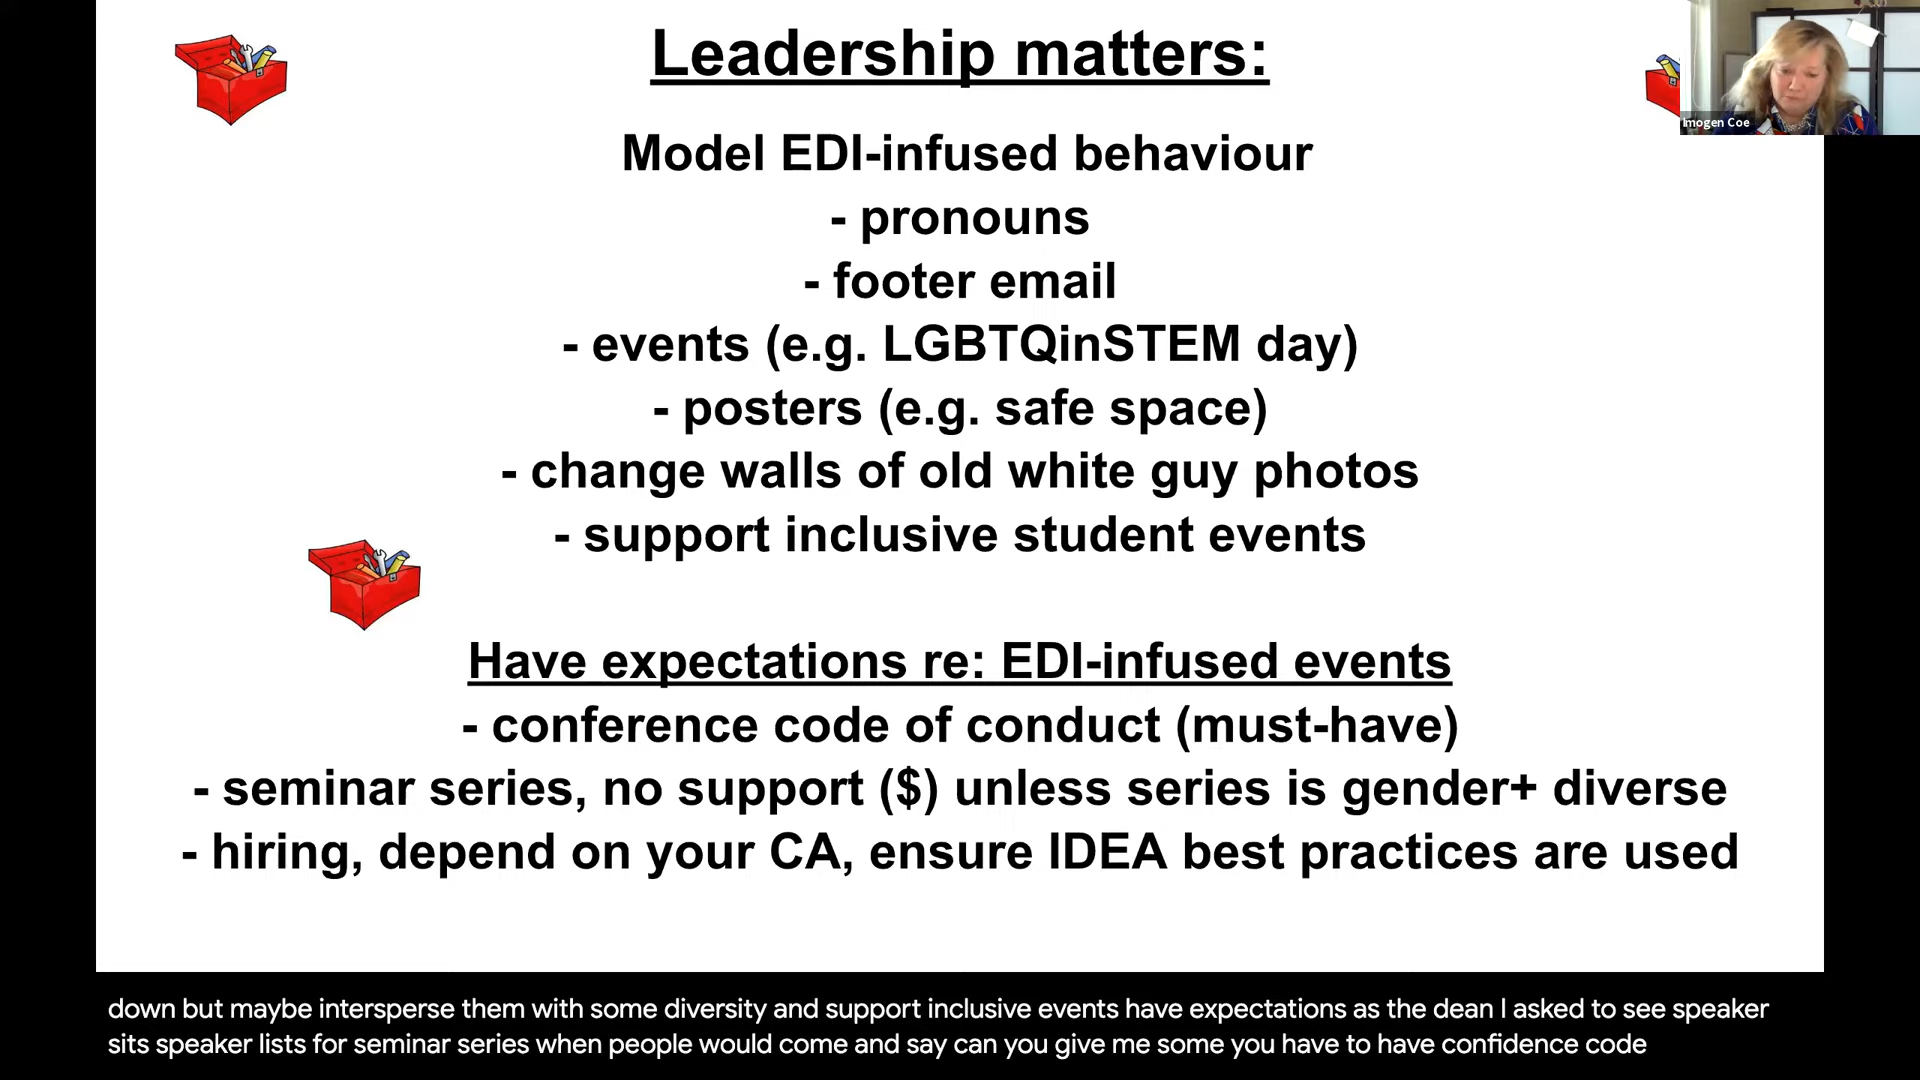 Leadership matters:
Imogen Coe
Model EDI-infused behaviour
- pronouns
- footer email
- events (e.g. LGBTQinSTEM day)
- posters (e.g. safe space)
- change walls of old white guy photos
- support inclusive student events
Have expectations re: EDI-infused events
- conference code of conduct (must-have)
- seminar series, no support ($) unless series is gender+ diverse
- hiring, depend on your CA, ensure IDEA best practices are used
down but maybe intersperse them with some diversity and support inclusive events have expectations as the dean I asked to see speaker
sits speaker lists for seminar series when people would come and say can you give me some you have to have confidence code